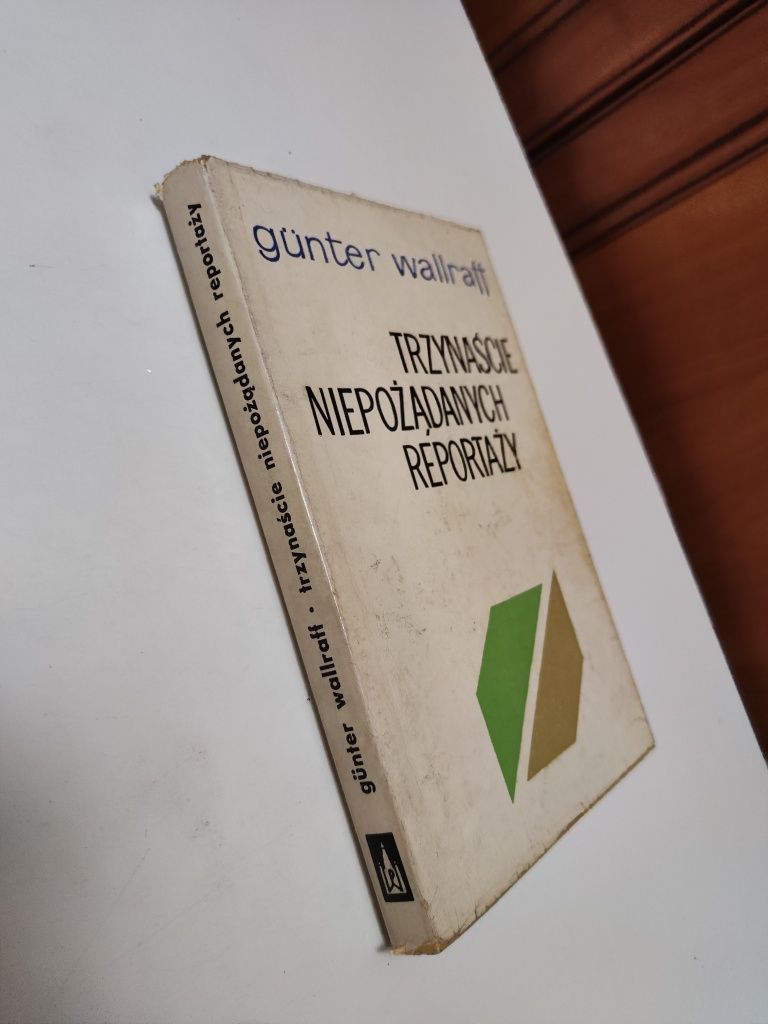 günter wallraff
TRZYNAŚCIE
NIEPOŻĄDANYCH
REPORTAŻY
günter wallraff • trzynaście niepożądanych reportaży